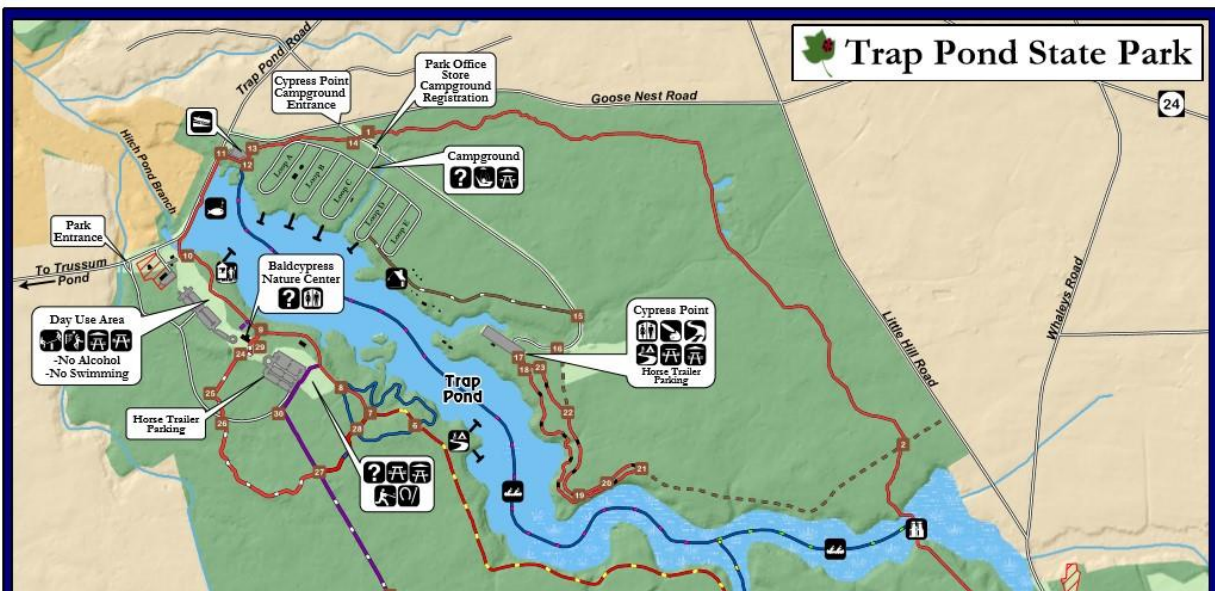 Trap Pond State Park
Trap Pond Road
Park Office
Store
Campground
Registration
Cypress Point
Campground
Entrance
Goose Nest Road
24
1
14
13
11
12
Hitch Pond Branch
Loop A
Loop B
Loop C
Loop D
Loop E
Campground
?
Park
Entrance
10
To Trussum
Pond
Baldcypress
Nature Center
?
Day Use Area
-No Alcohol
-No Swimming
9
29
24
15
Cypress Point
Horse Trailer
Parking
16
17
18
23
22
Little Hill Road
Whaleys Road
Trap
Pond
Horse Trailer
Parking
25
26
30
8
7
28
6
27
?
2
21
20
19